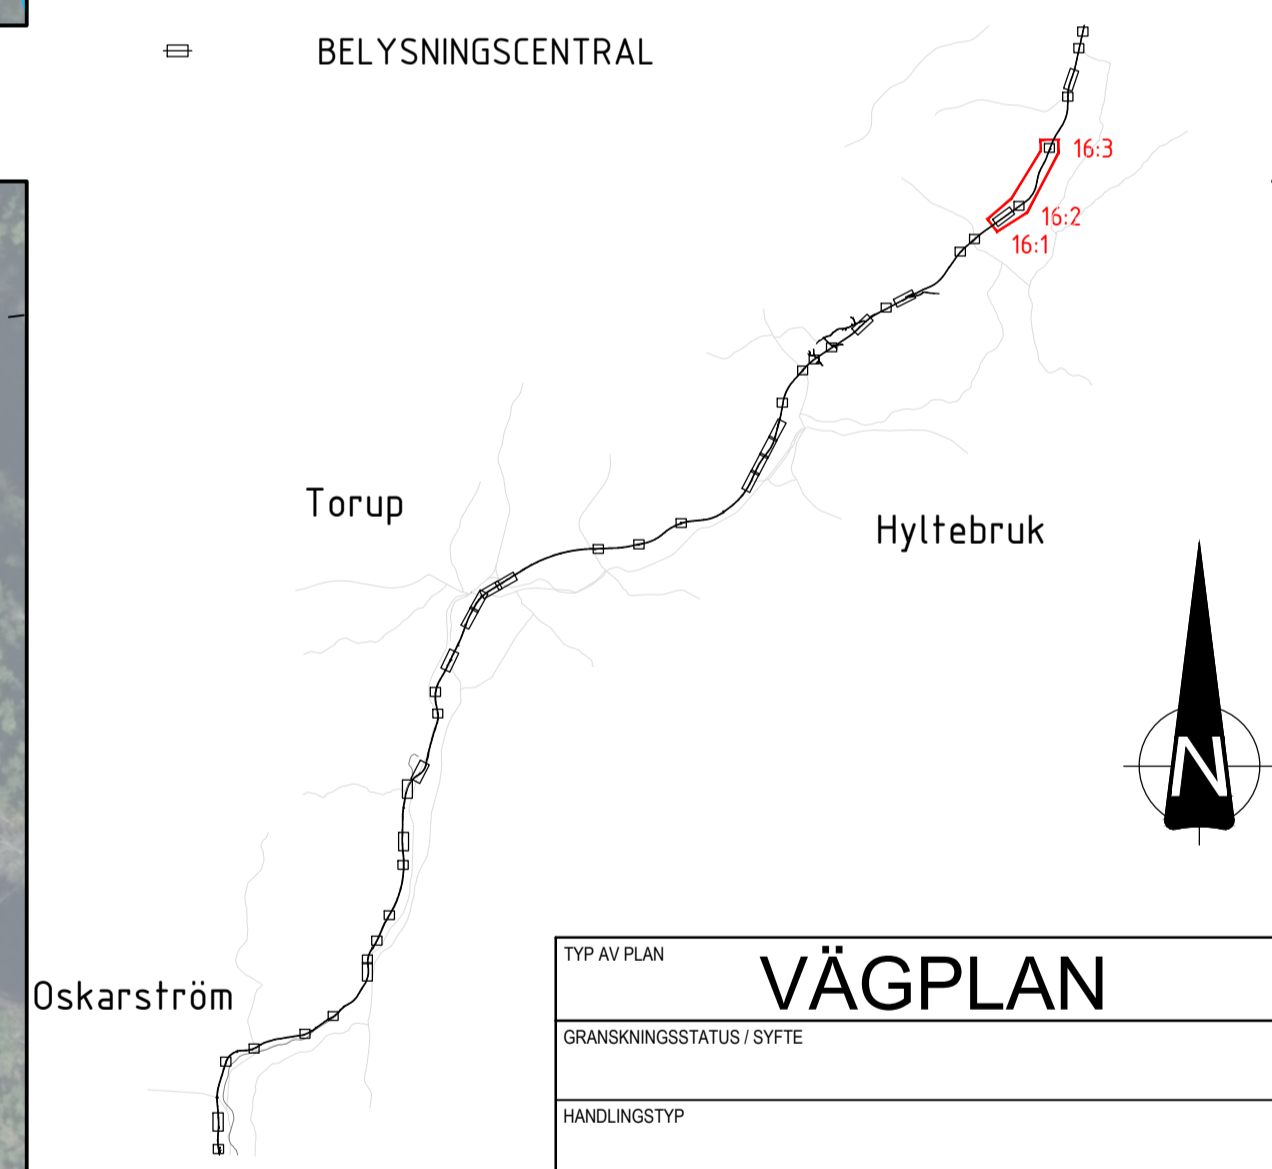 BELYSNINGSCENTRAL
16:3
16:2
16:1
Torup
Hyltebruk
N
Oskarström
TYP AV PLAN
VÄGPLAN
GRANSKNINGSSTATUS / SYFTE
HANDLINGSTYP